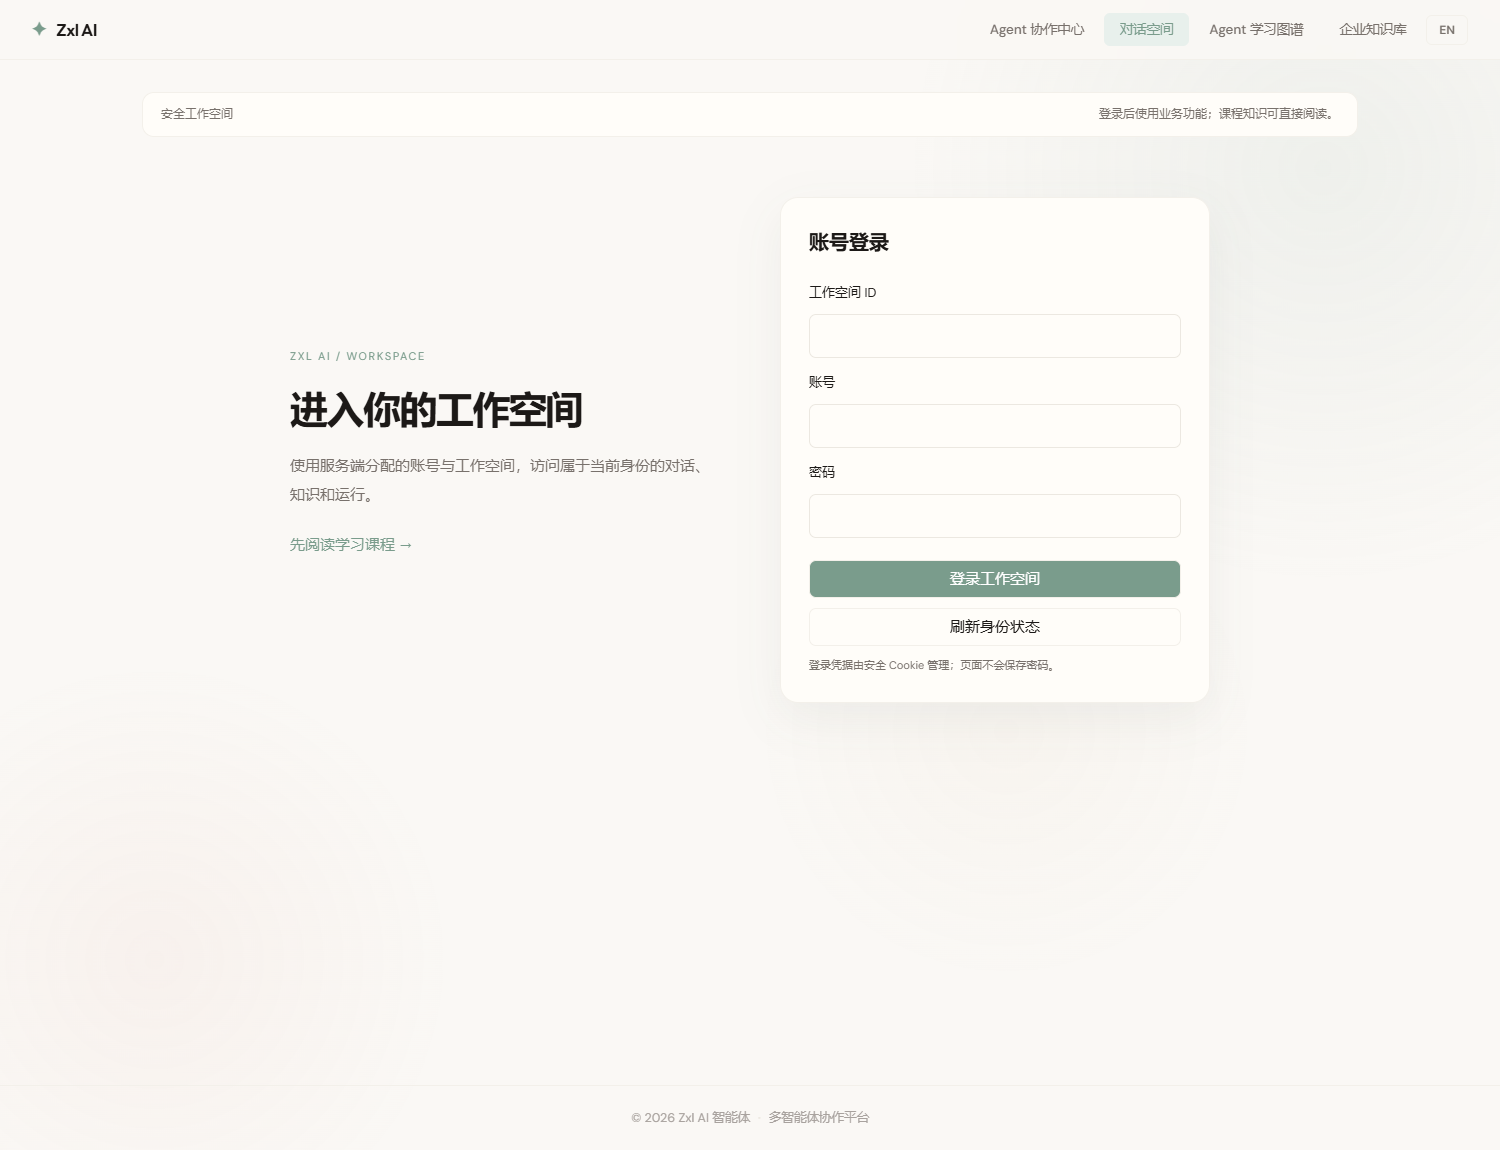 Zxl AI
Agent 协作中心
对话空间
Agent 学习图谱
企业知识库
EN
安全工作空间
登录后使用业务功能；课程知识可直接阅读。
ZXL AI / WORKSPACE
进入你的工作空间
使用服务端分配的账号与工作空间，访问属于当前身份的对话、
知识和运行。
先阅读学习课程 →
账号登录
工作空间 ID
账号
密码
登录工作空间
刷新身份状态
登录凭据由安全 Cookie 管理；页面不会保存密码。
© 2026 Zxl AI 智能体 · 多智能体协作平台